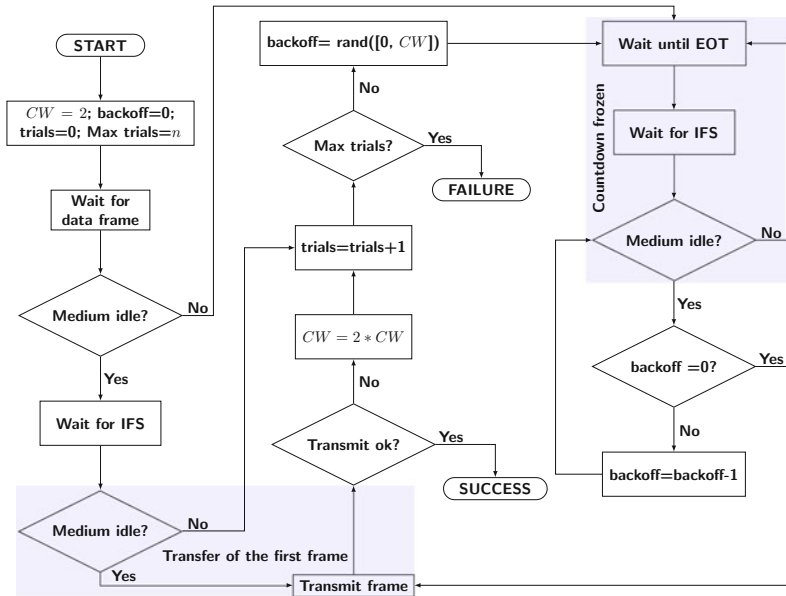 START
CW = 2; backoff=0;
trials=0; Max trials=n
Wait for
data frame
Medium idle?
No
Yes
Wait for IFS
Medium idle?
No
Yes
Transfer of the first frame
Transmit frame
Transmit ok?
Yes
SUCCESS
No
CW = 2 * CW
trials=trials+1
Max trials?
Yes
FAILURE
No
backoff= rand([0, CW])
Wait until EOT
Countdown frozen
Wait for IFS
Medium idle?
No
Yes
backoff =0?
Yes
No
backoff=backoff-1